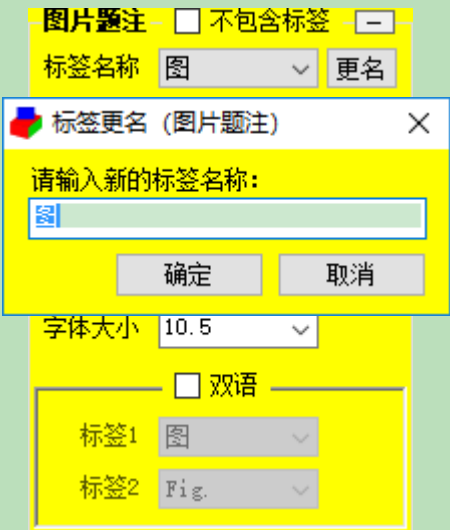 图片题注 不包含标签 —
标签名称 图 更名
标签更名（图片题注）
请输入新的标签名称：
图
确定 取消
字体大小 10.5
双语
标签1 图
标签2 Fig.